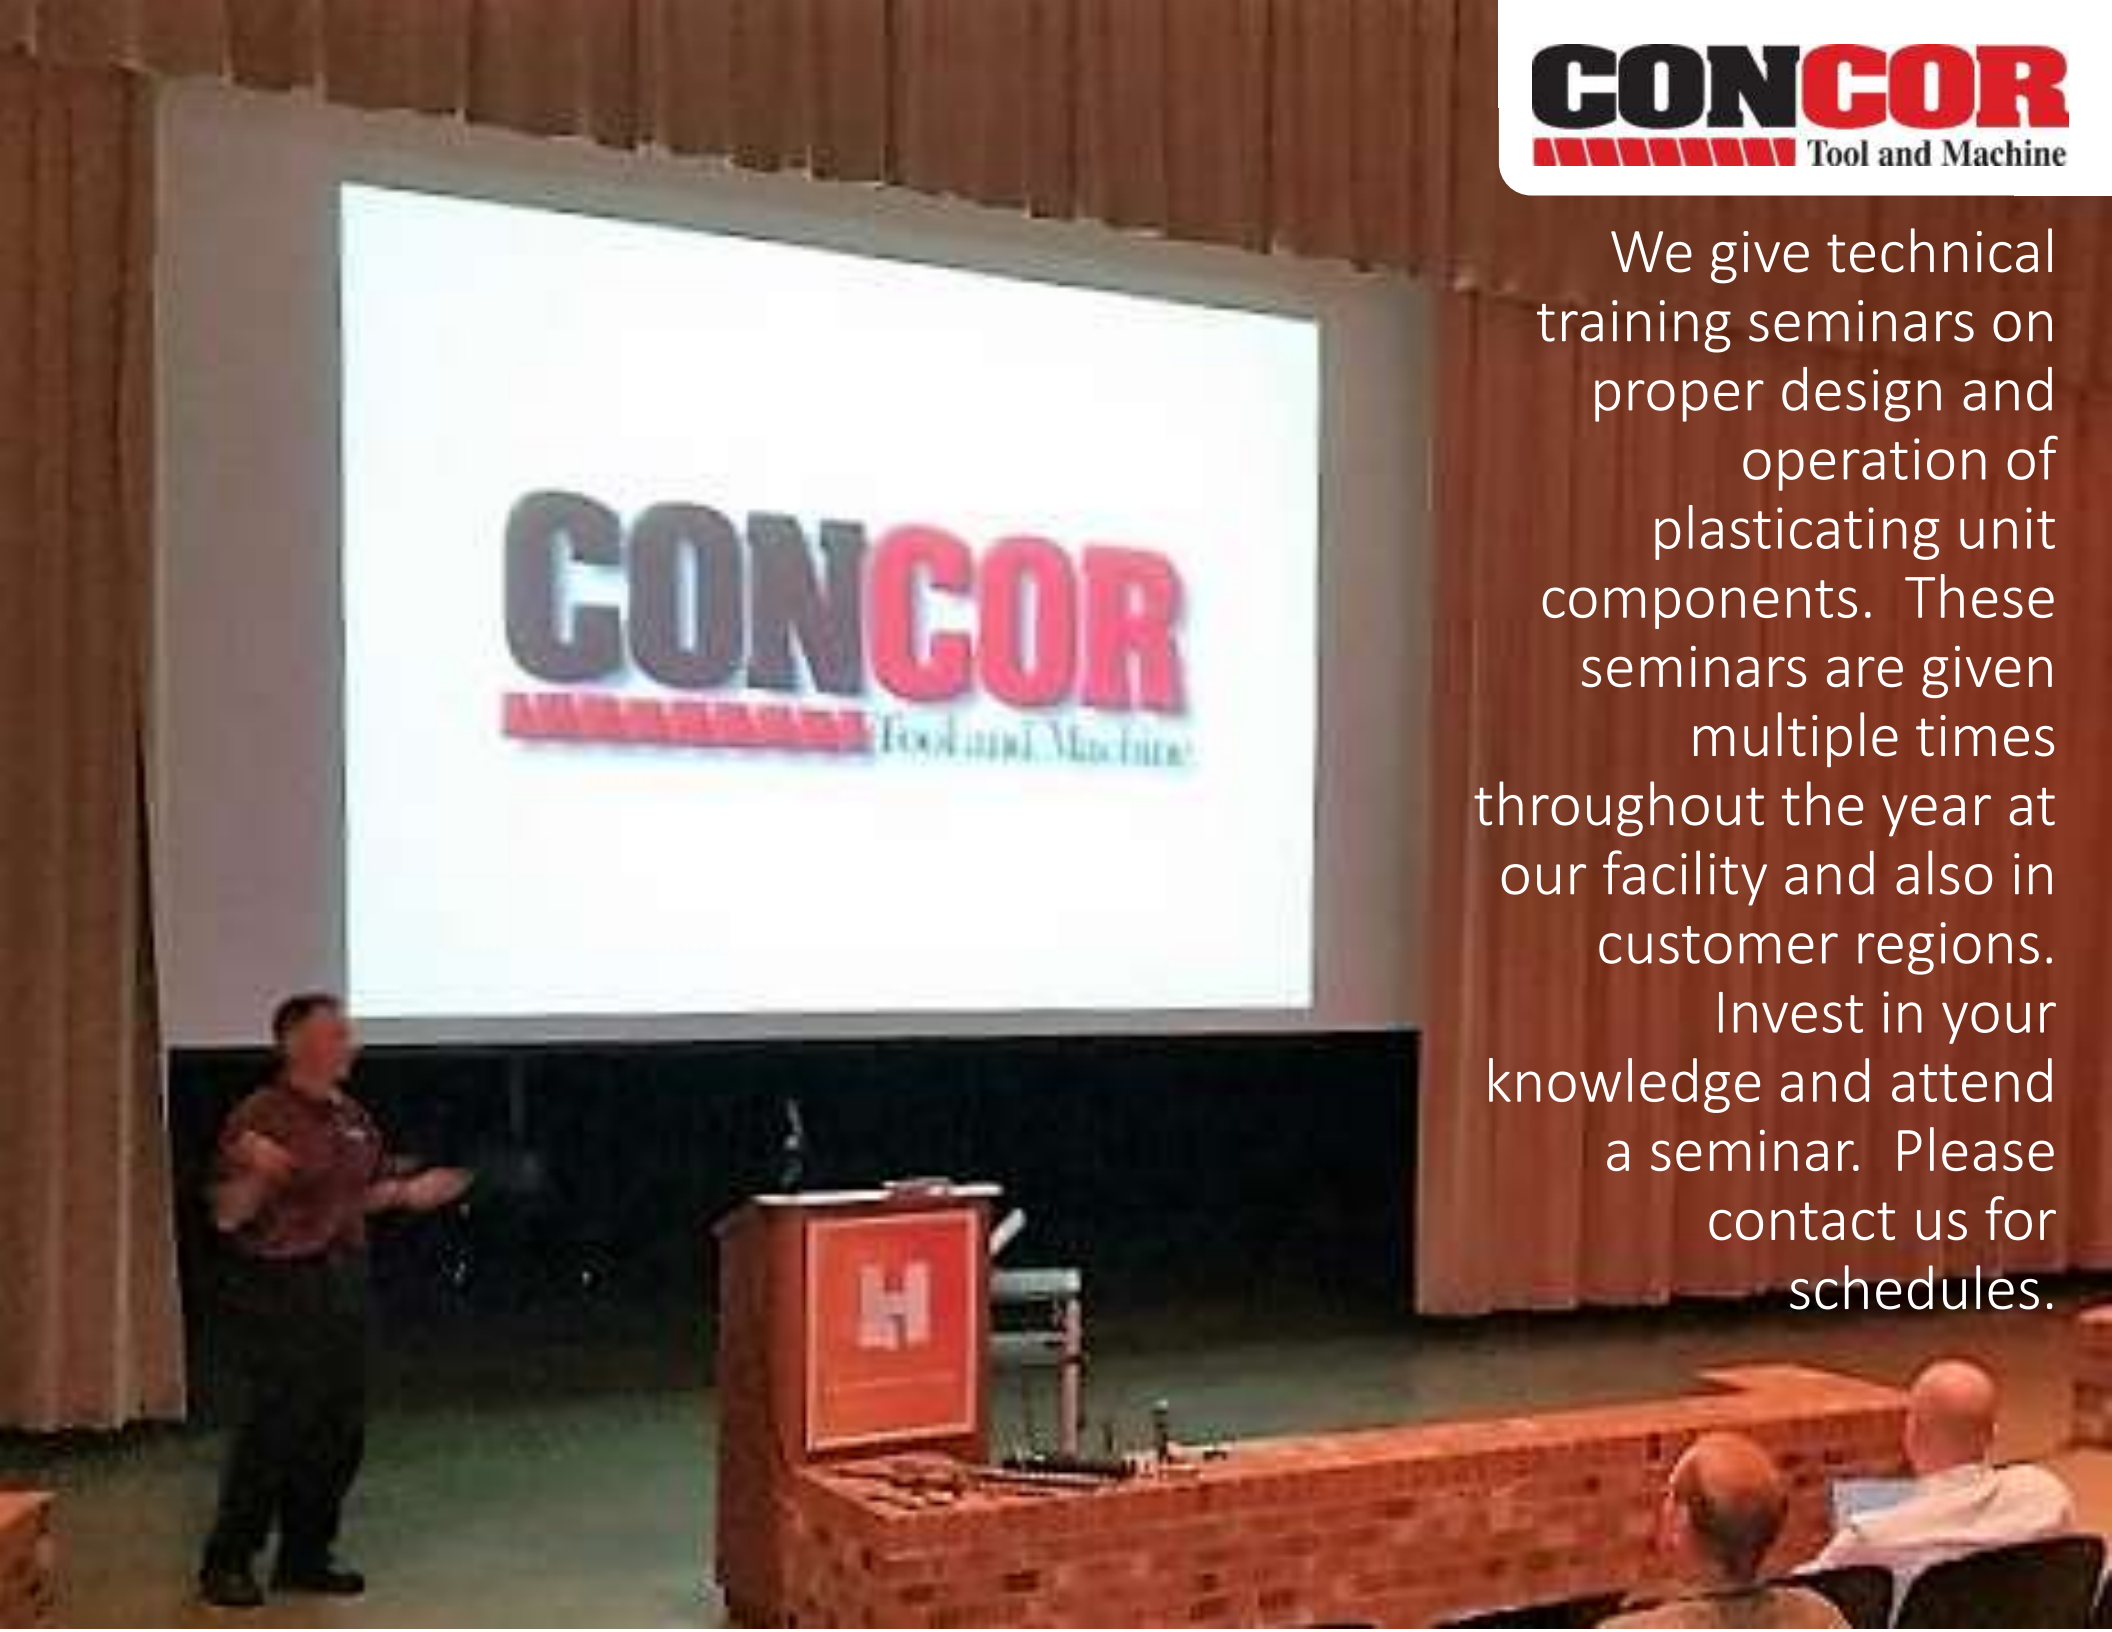 CONCOR
Tool and Machine
We give technical
training seminars on
proper design and
operation of
plasticating unit
components.  These
seminars are given
multiple times
throughout the year at
our facility and also in
customer regions.
Invest in your
knowledge and attend
a seminar.  Please
contact us for
schedules.
CONCOR
Tool and Machine
H